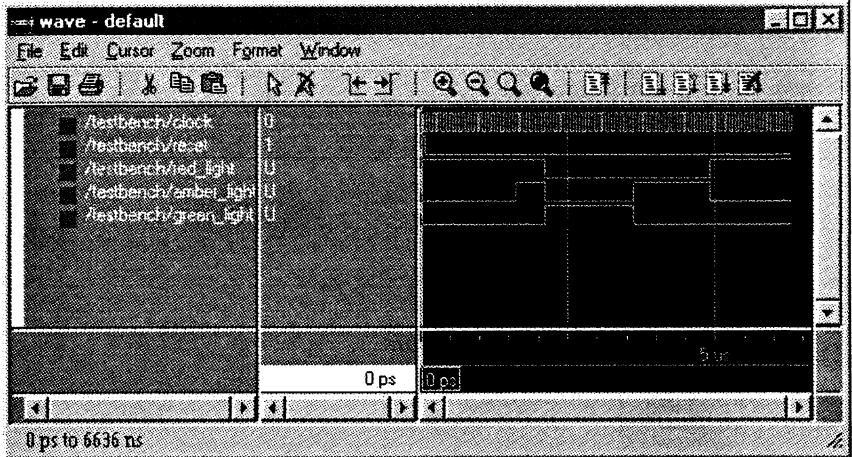 wave - default
File Edit Cursor Zoom Format Window
/testbench/clock 0
/testbench/reset 1
/testbench/red_light U
/testbench/amber_light U
/testbench/green_light U
5 us
0 ps 0 ps
0 ps to 6636 ns